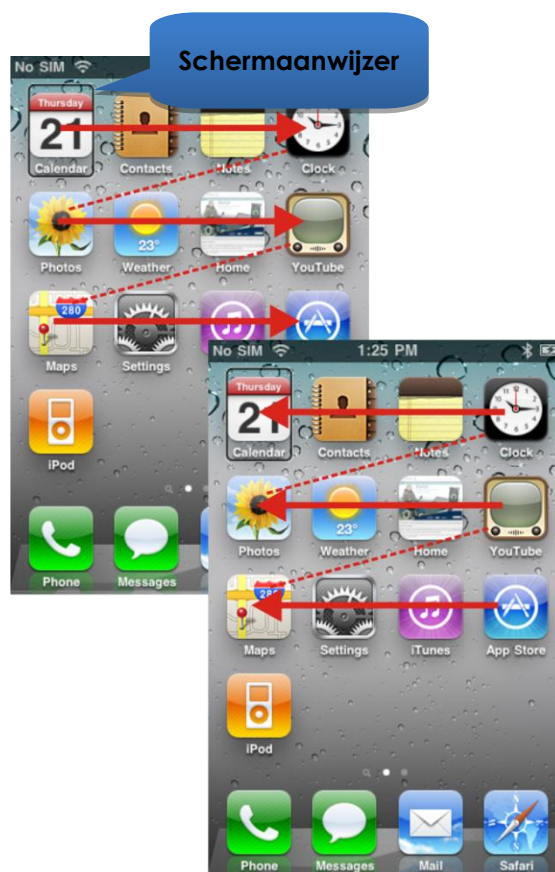 Schermaanwijzer
No SIM
Thursday
21
Calendar
Contacts
Notes
Clock
Photos
23°
Weather
Home
YouTube
280
Maps
Settings
iPod
Phone
Messages
No SIM
1:25 PM
Thursday
21
Calendar
Contacts
Notes
Clock
Photos
23°
Weather
Home
YouTube
280
Maps
Settings
iTunes
App Store
iPod
Phone
Messages
Mail
Safari